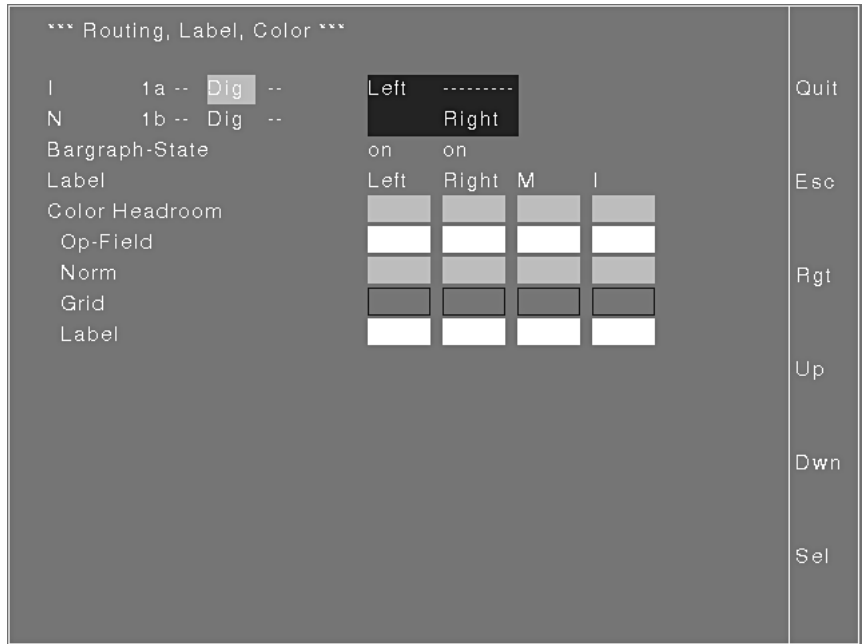 *** Routing, Label, Color ***
I 1a -- Dig -- Left ---------
Quit
N 1b -- Dig -- Right
Bargraph-State on on
Label Left Right M I
Esc
Color Headroom
Op-Field
Norm
Rgt
Grid
Label
Up
Dwn
Sel